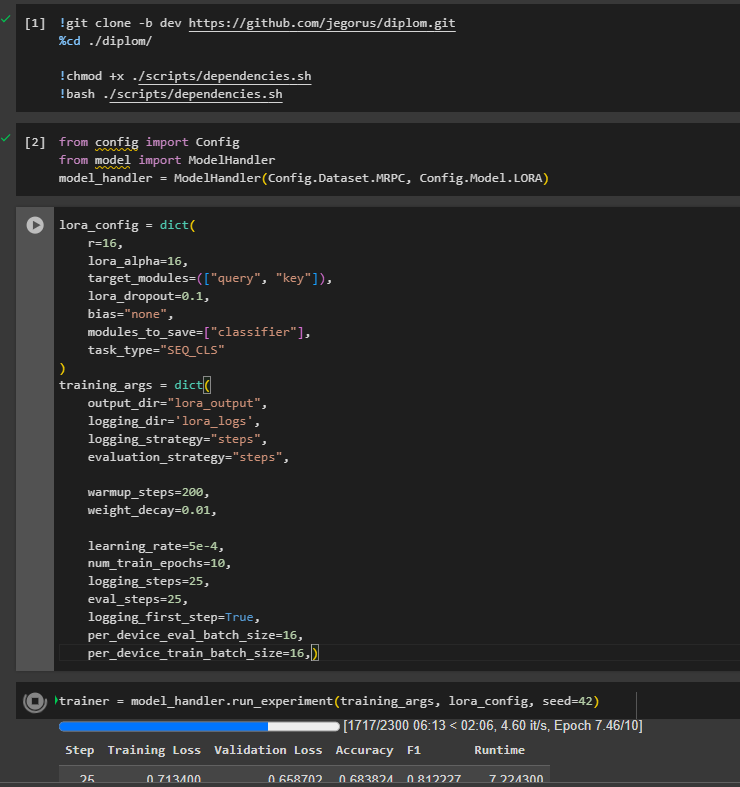 [1] !git clone -b dev https://github.com/jegorus/diplom.git
%cd ./diplom/
!chmod +x ./scripts/dependencies.sh
!bash ./scripts/dependencies.sh
[2] from config import Config
from model import ModelHandler
model_handler = ModelHandler(Config.Dataset.MRPC, Config.Model.LORA)
lora_config = dict(
r=16,
lora_alpha=16,
target_modules=(["query", "key"]),
lora_dropout=0.1,
bias="none",
modules_to_save=["classifier"],
task_type="SEQ_CLS"
)
training_args = dict(
output_dir="lora_output",
logging_dir='lora_logs',
logging_strategy="steps",
evaluation_strategy="steps",
warmup_steps=200,
weight_decay=0.01,
learning_rate=5e-4,
num_train_epochs=10,
logging_steps=25,
eval_steps=25,
logging_first_step=True,
per_device_eval_batch_size=16,
per_device_train_batch_size=16,)
trainer = model_handler.run_experiment(training_args, lora_config, seed=42)
[1717/2300 06:13 < 02:06, 4.60 it/s, Epoch 7.46/10]
Step Training Loss Validation Loss Accuracy F1 Runtime
25 0.713400 0.658702 0.683824 0.812227 7.224300